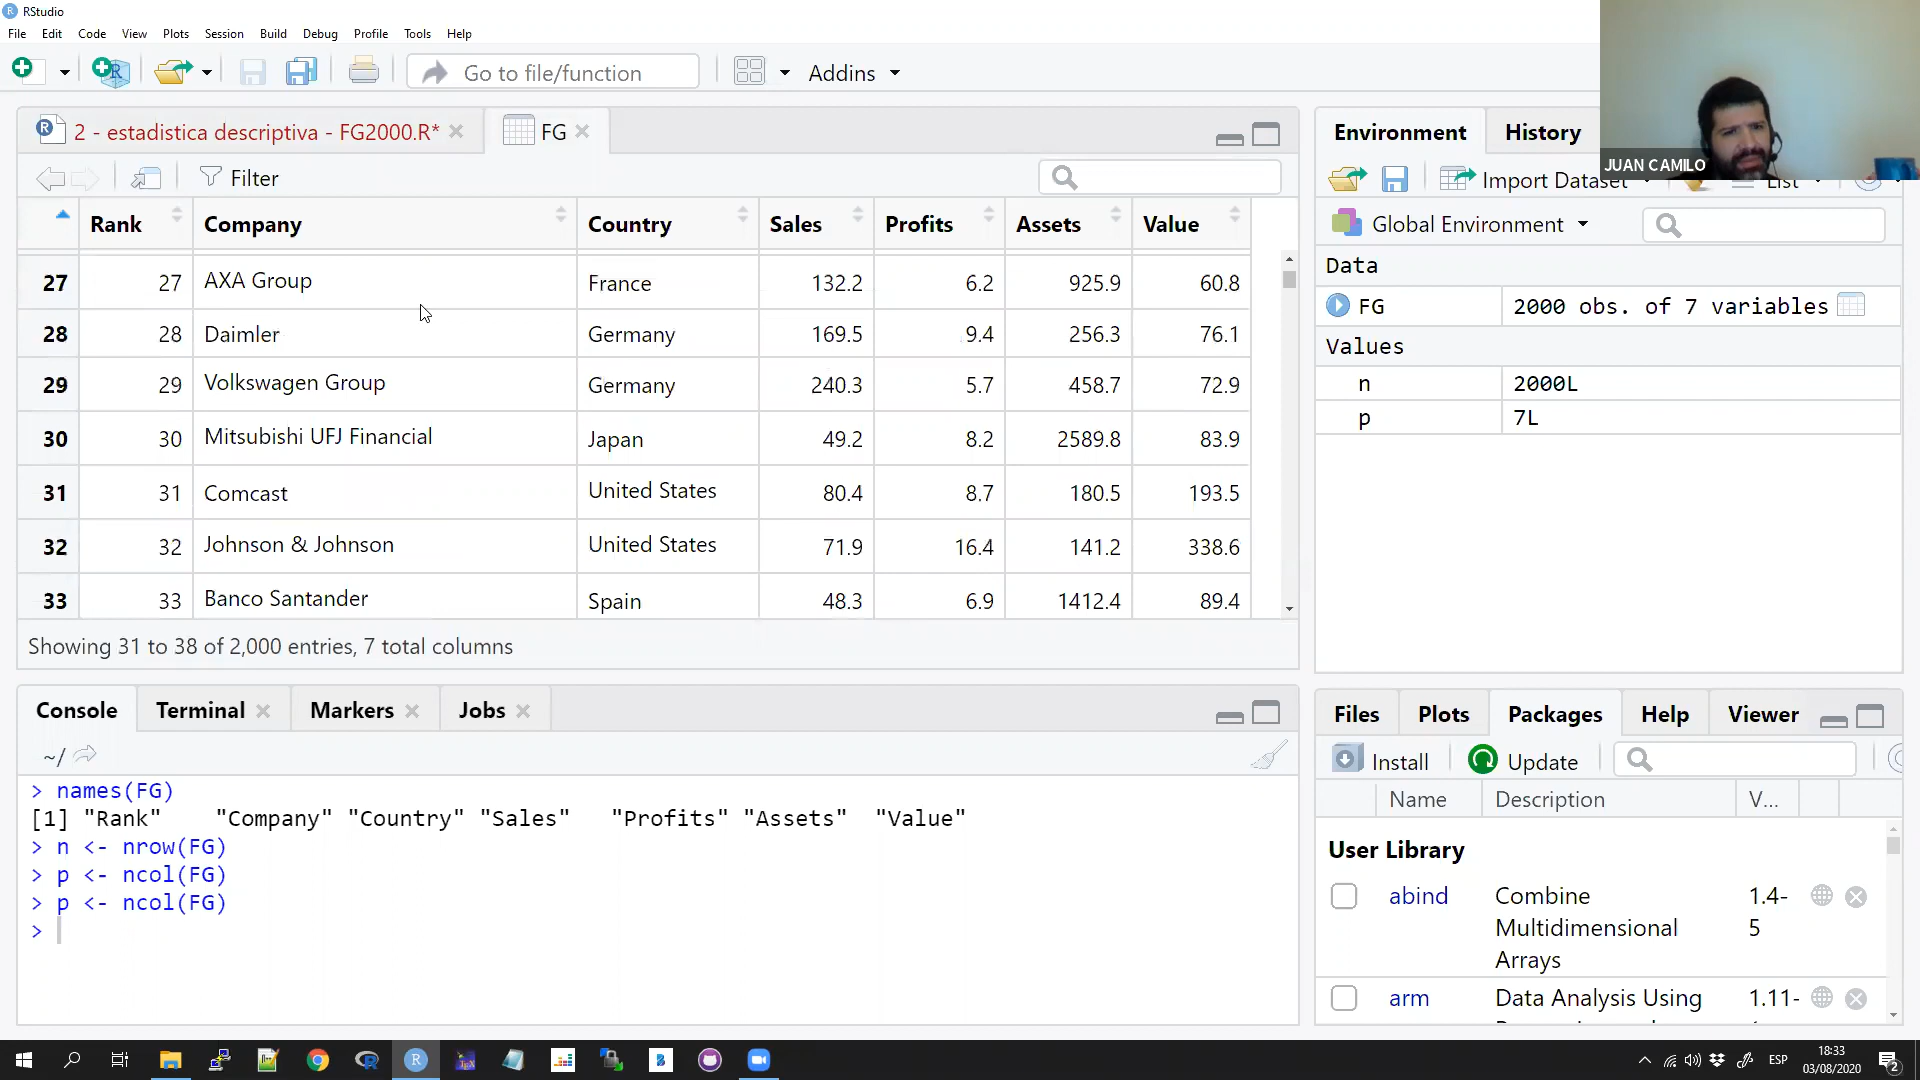 RStudio
File Edit Code View Plots Session Build Debug Profile Tools Help
Go to file/function Addins
2 - estadistica descriptiva - FG2000.R* FG
Filter
Rank Company Country Sales Profits Assets Value
27 27 AXA Group France 132.2 6.2 925.9 60.8
28 28 Daimler Germany 169.5 9.4 256.3 76.1
29 29 Volkswagen Group Germany 240.3 5.7 458.7 72.9
30 30 Mitsubishi UFJ Financial Japan 49.2 8.2 2589.8 83.9
31 31 Comcast United States 80.4 8.7 180.5 193.5
32 32 Johnson & Johnson United States 71.9 16.4 141.2 338.6
33 33 Banco Santander Spain 48.3 6.9 1412.4 89.4
Showing 31 to 38 of 2,000 entries, 7 total columns
Console Terminal Markers Jobs
~/
> names(FG)
[1] "Rank" "Company" "Country" "Sales" "Profits" "Assets" "Value"
> n <- nrow(FG)
> p <- ncol(FG)
> p <- ncol(FG)
>
Environment History
JUAN CAMILO
Import Dataset List
Global Environment
Data
FG 2000 obs. of 7 variables
Values
n 2000L
p 7L
Files Plots Packages Help Viewer
Install Update
Name Description V...
User Library
abind Combine Multidimensional Arrays 1.4-5
arm Data Analysis Using 1.11-
ESP
18:33
03/08/2020
2